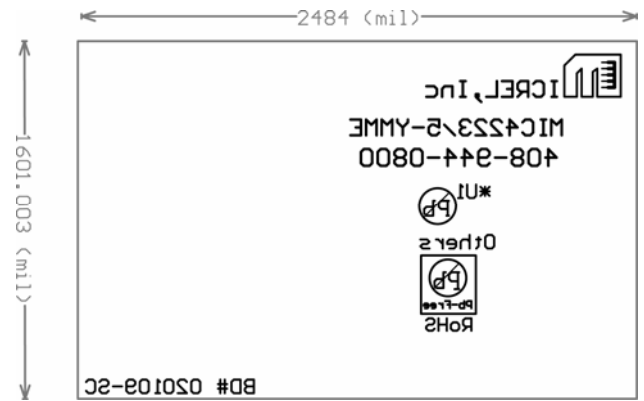 2484 (mil)
1601.003 (mil)
MICREL, Inc
MIC4223/5-YMME
408-944-0800
*U1
Pb
Others
Pb
Pb-Free
RoHS
BD# 020109-SC